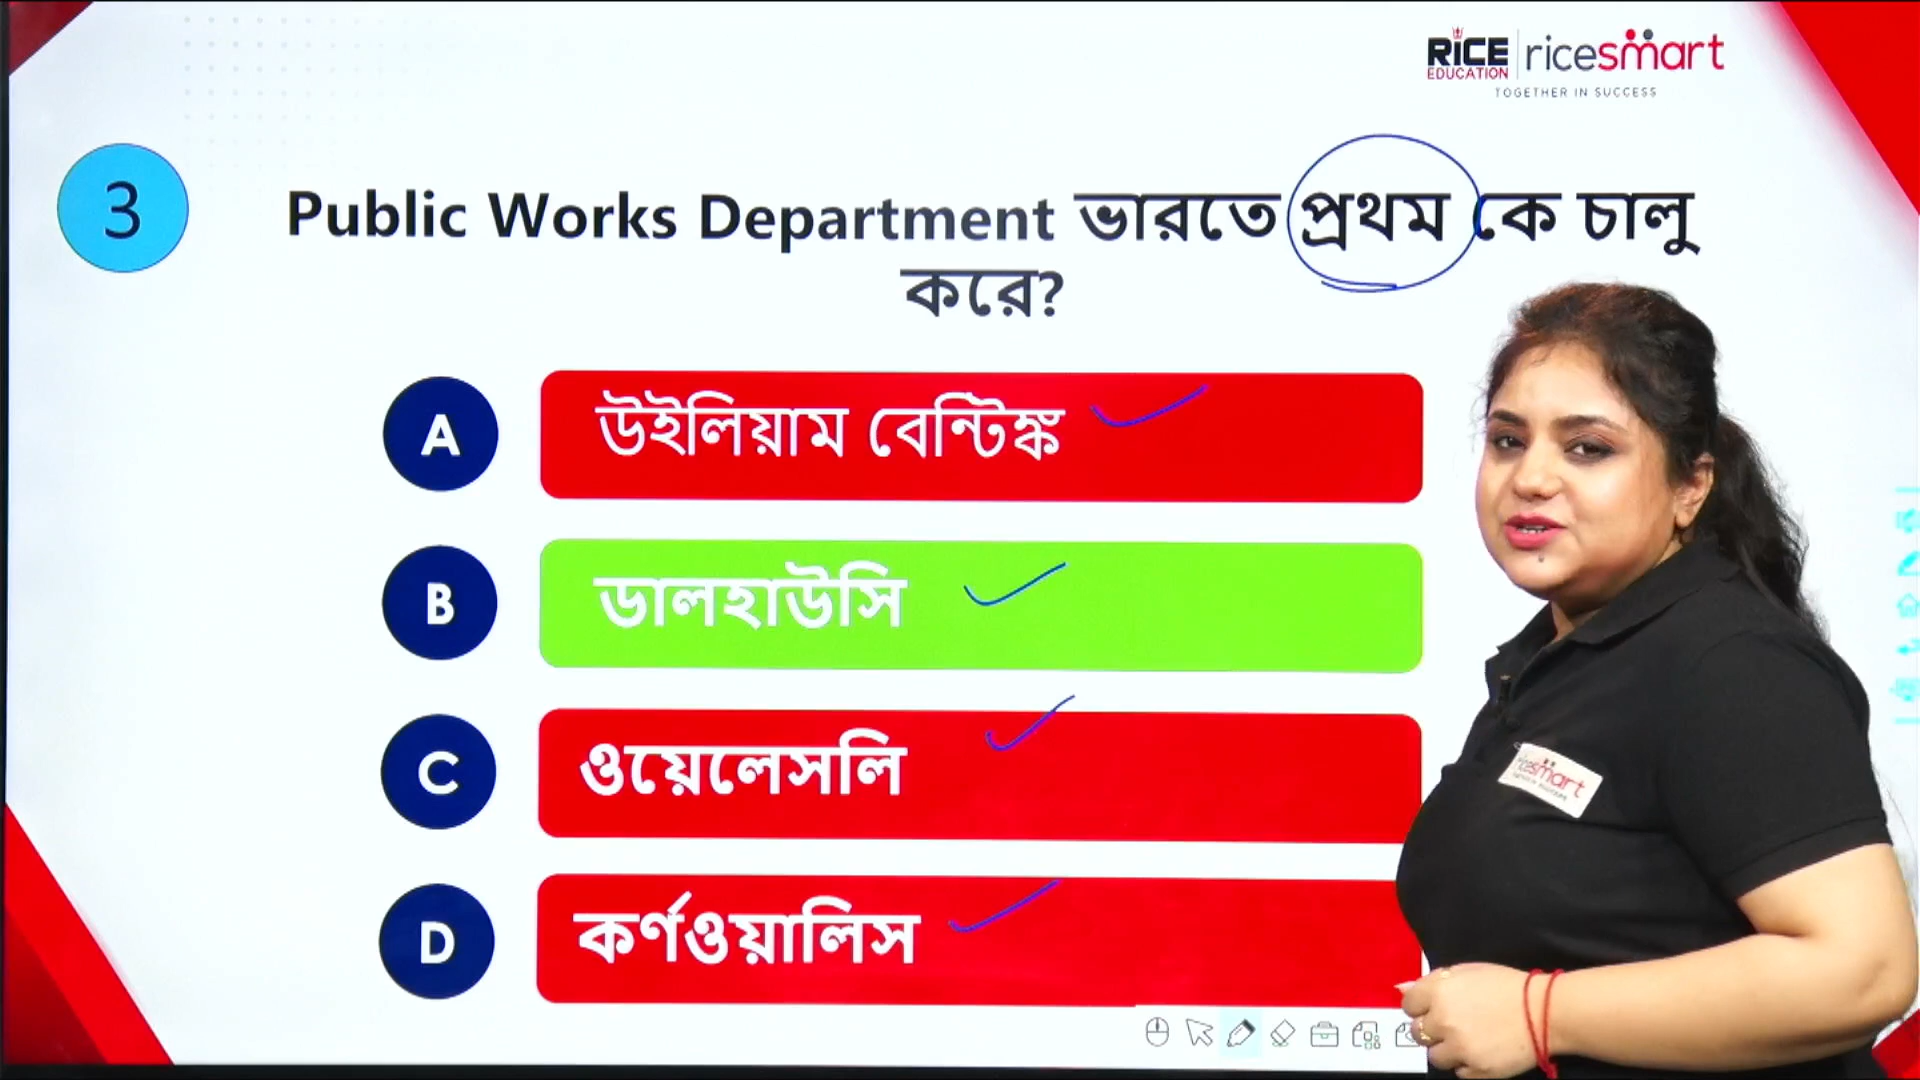 RICE
EDUCATION
ricesmart
TOGETHER IN SUCCESS
3
Public Works Department ভারতে প্রথম কে চালু
করে?
A
উইলিয়াম বেন্টিঙ্ক
B
ডালহাউসি
C
ওয়েলেসলি
D
কর্ণওয়ালিস
ricesmart